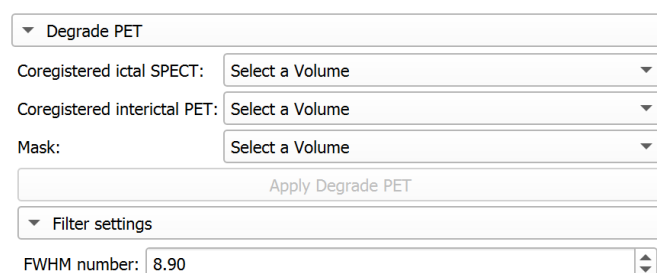 Degrade PET
Coregistered ictal SPECT: Select a Volume
Coregistered interictal PET: Select a Volume
Mask: Select a Volume
Apply Degrade PET
Filter settings
FWHM number: 8.90